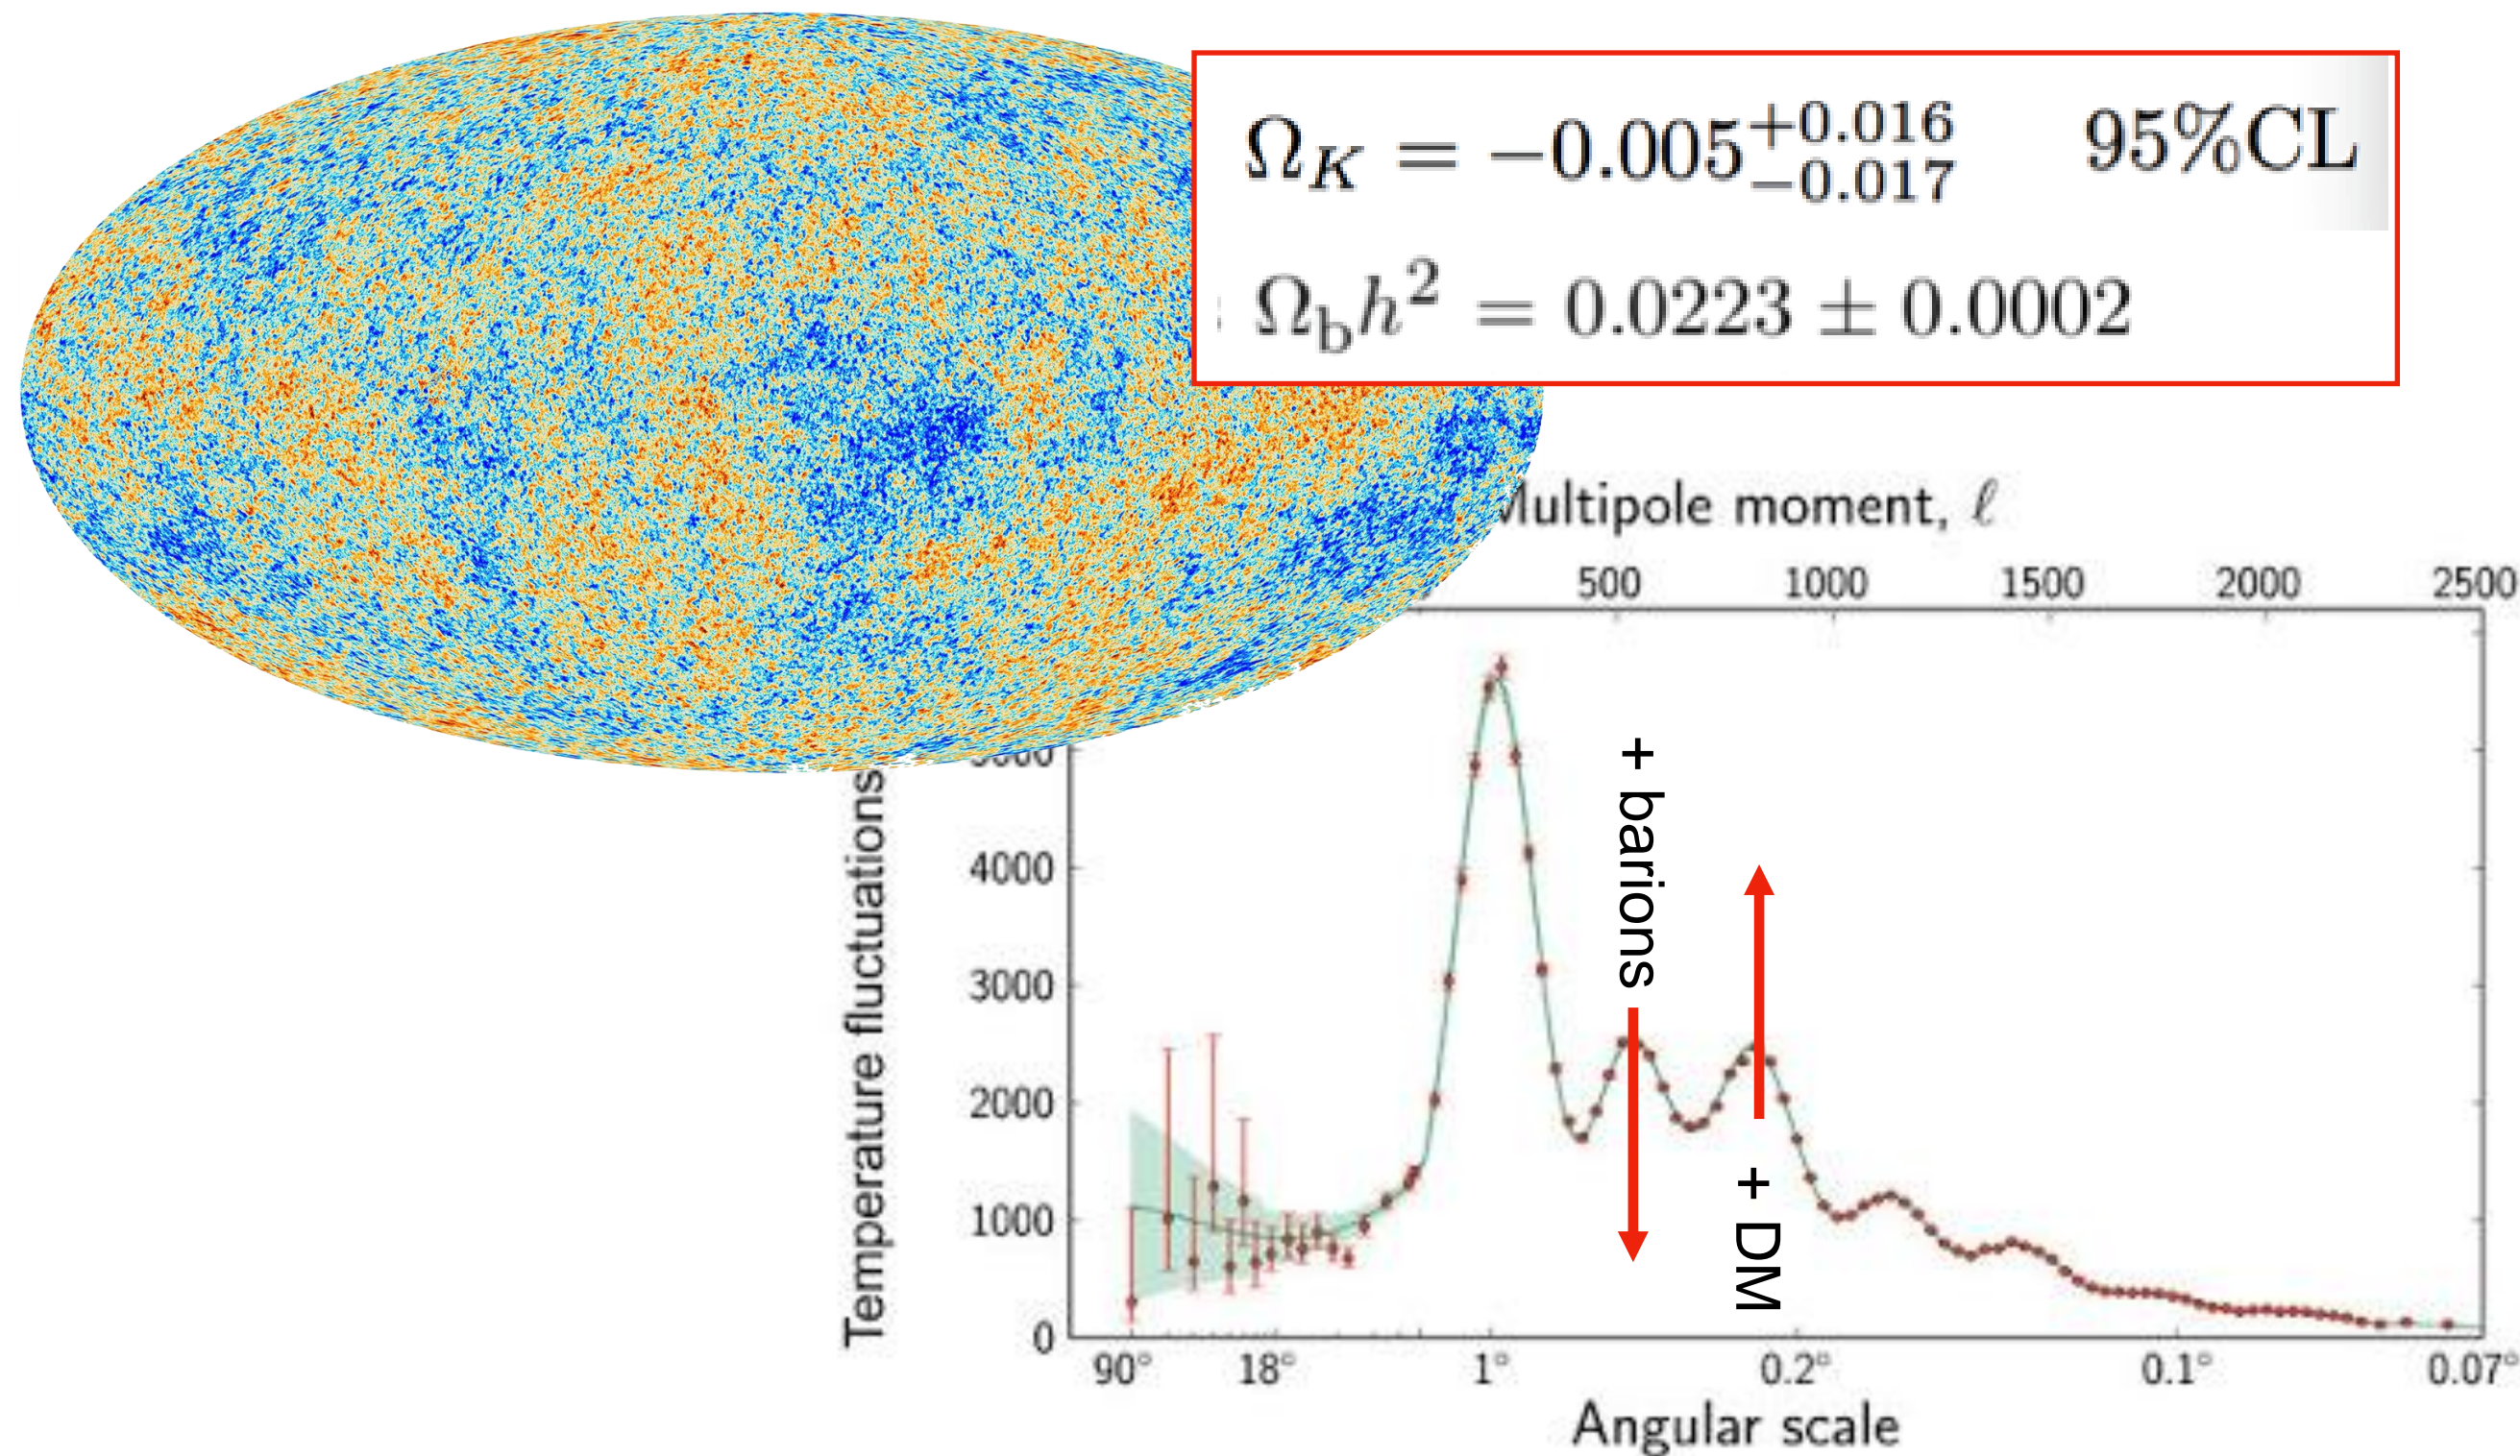 Ω_K = −0.005^{+0.016}_{−0.017} 95%CL
Ω_b h² = 0.0223 ± 0.0002
Multipole moment, ℓ
500 1000 1500 2000 2500
Temperature fluctuations
4000
3000
2000
1000
0
+ barions
+ DM
90° 18° 1° 0.2° 0.1° 0.07°
Angular scale